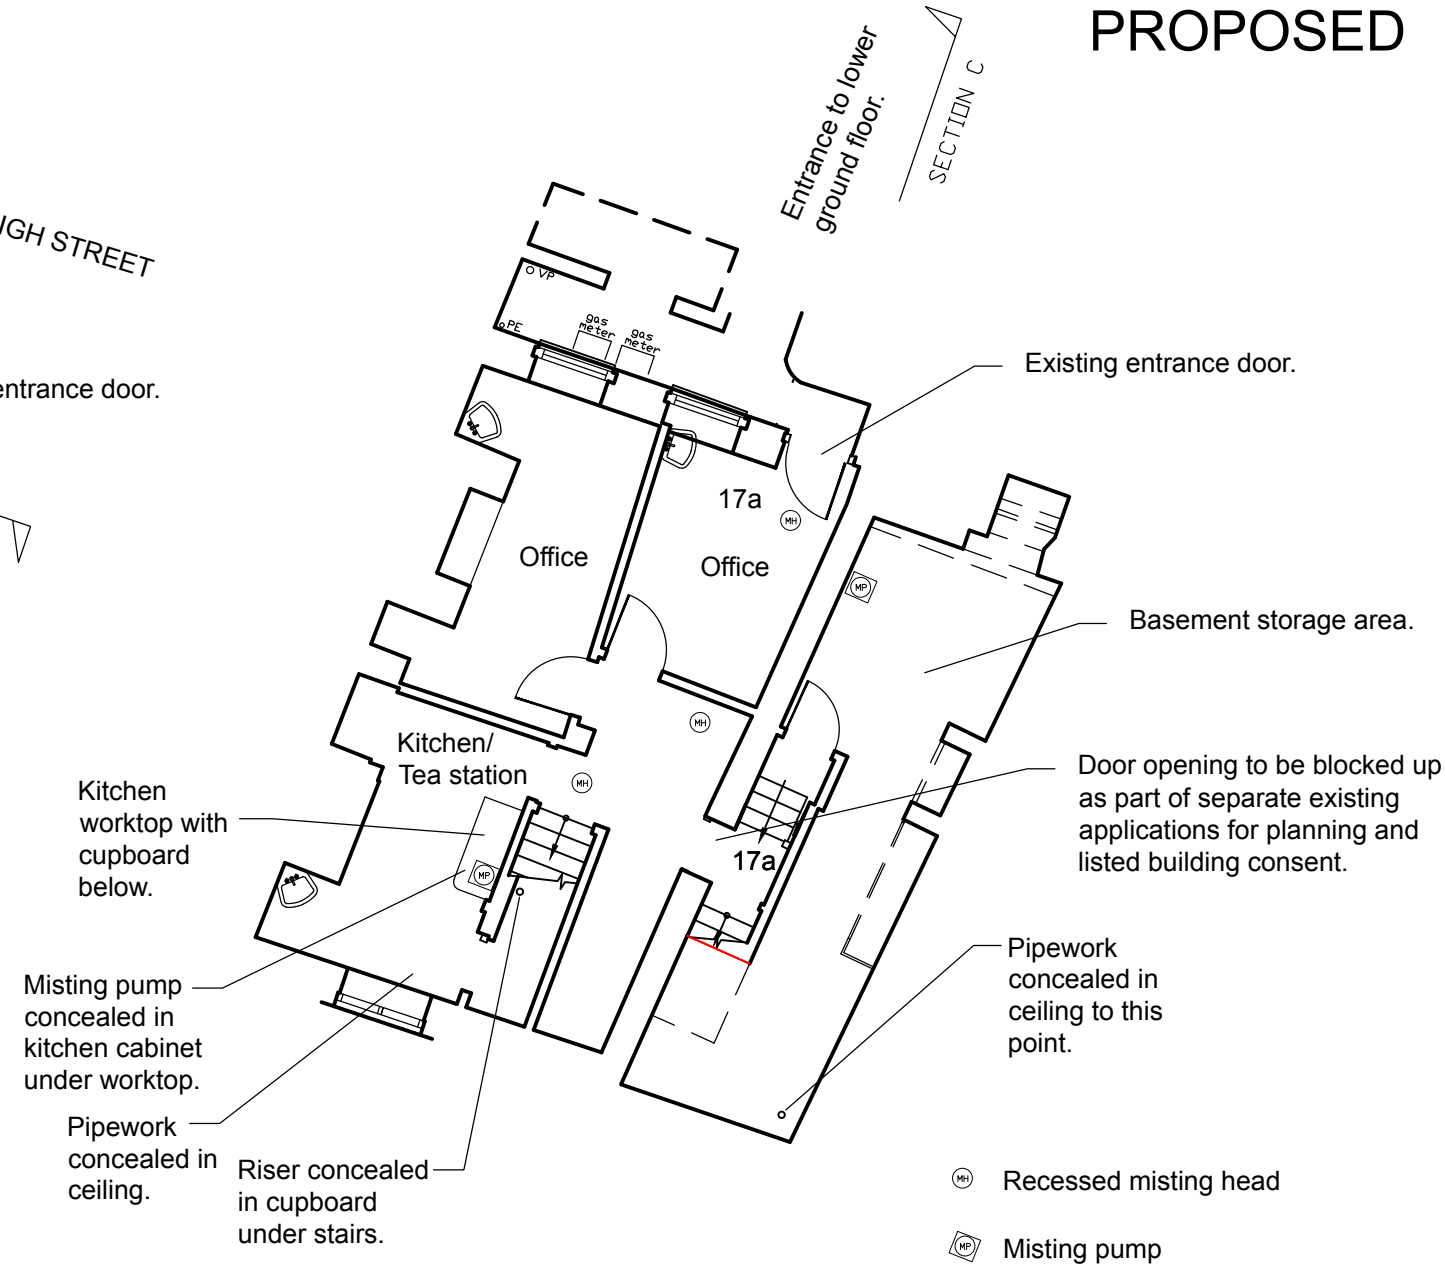 PROPOSED
Entrance to lower
ground floor.
SECTION C
STREET
entrance door.
VP
PE
gas
meter
gas
meter
Existing entrance door.
17a
MH
Office
Office
MP
Basement storage area.
MH
Kitchen/
Tea station
MH
Kitchen
worktop with
cupboard
below.
Door opening to be blocked up
as part of separate existing
applications for planning and
listed building consent.
17a
MP
Misting pump
concealed in
kitchen cabinet
under worktop.
Pipework
concealed in
ceiling to this
point.
Pipework
concealed in
ceiling.
Riser concealed
in cupboard
under stairs.
MH Recessed misting head
MP Misting pump